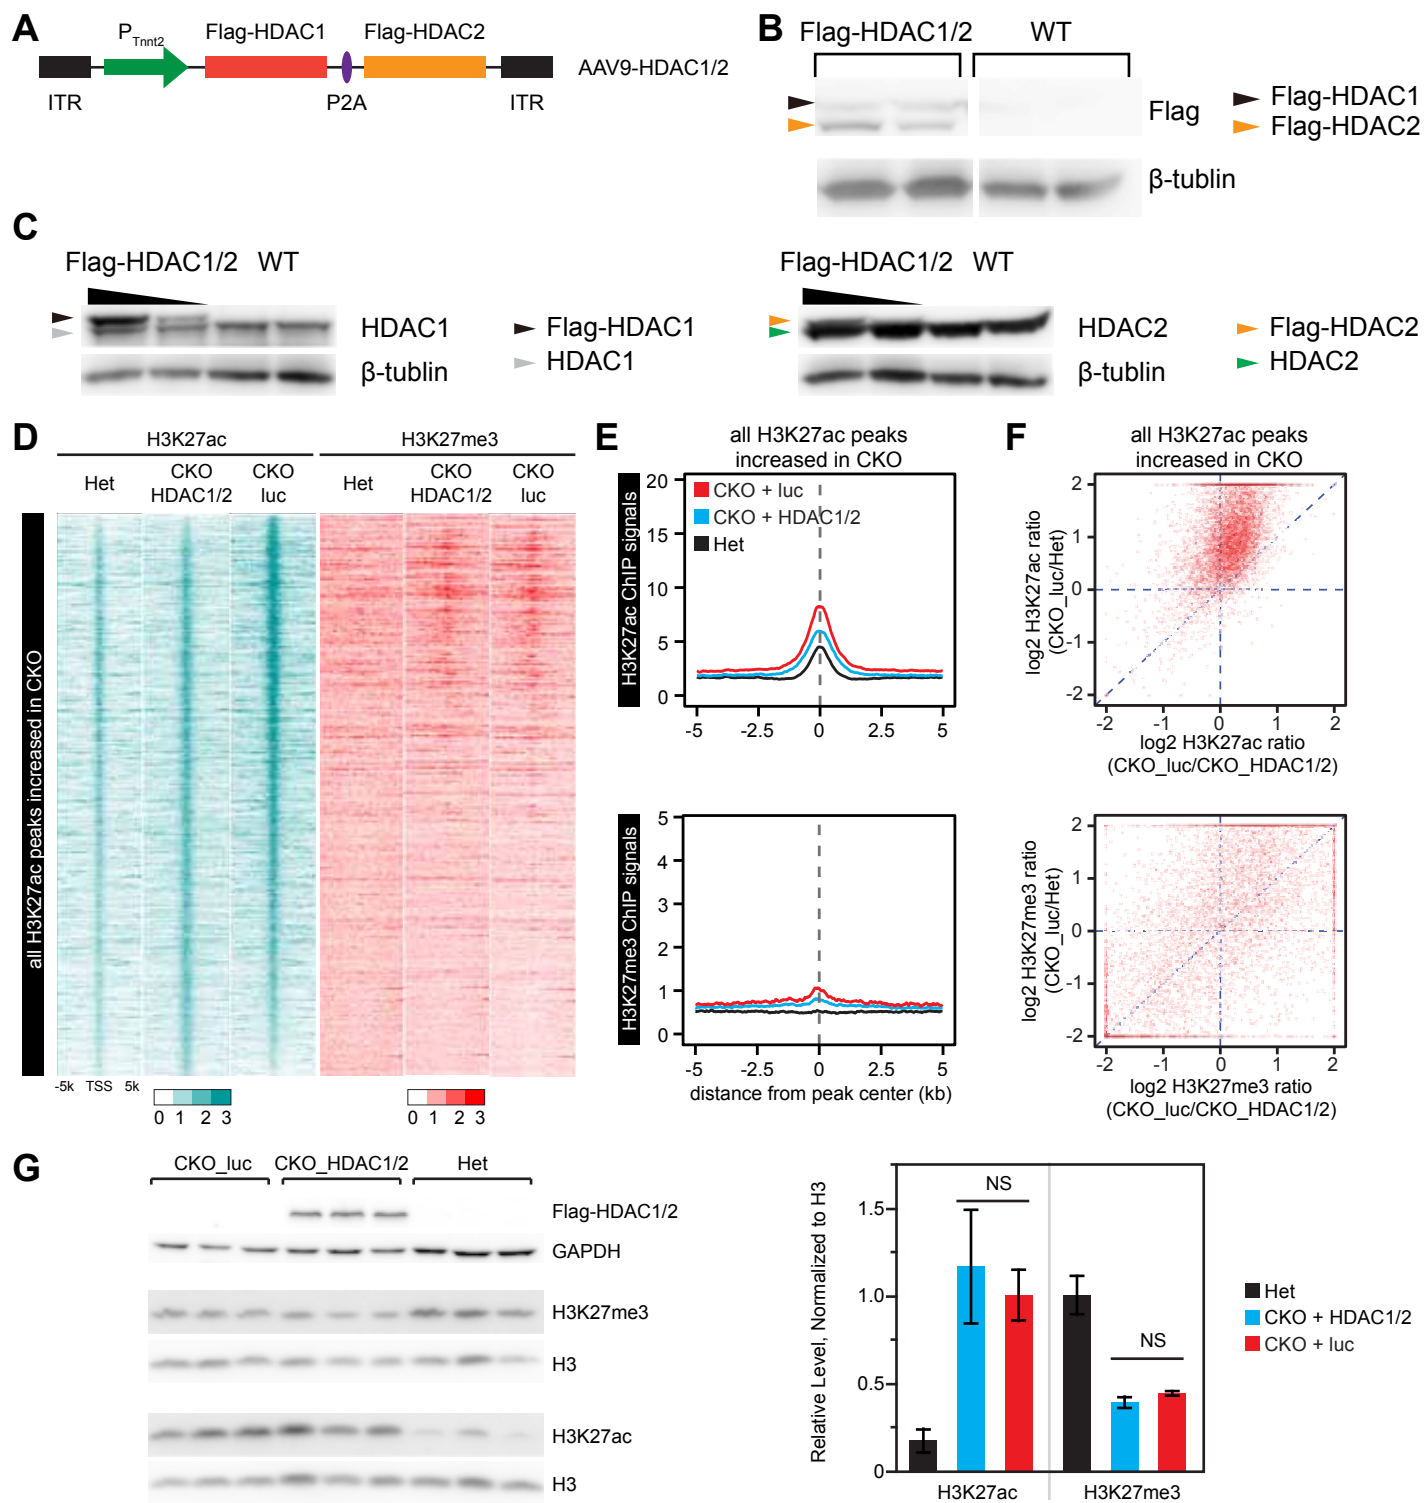 A
P_Tnnt2 Flag-HDAC1 Flag-HDAC2
AAV9-HDAC1/2
ITR P2A ITR
B
Flag-HDAC1/2 WT
Flag
Flag-HDAC1
Flag-HDAC2
β-tublin
C
Flag-HDAC1/2 WT
HDAC1
β-tublin
Flag-HDAC1
HDAC1
Flag-HDAC1/2 WT
HDAC2
β-tublin
Flag-HDAC2
HDAC2
D
H3K27ac H3K27me3
Het CKO HDAC1/2 CKO luc Het CKO HDAC1/2 CKO luc
all H3K27ac peaks increased in CKO
-5k TSS 5k
0 1 2 3
0 1 2 3
E
all H3K27ac peaks
increased in CKO
H3K27ac ChIP signals
20
15
10
5
0
CKO + luc
CKO + HDAC1/2
Het
-5 -2.5 0 2.5 5
H3K27me3 ChIP signals
5
4
3
2
1
0
-5 -2.5 0 2.5 5
distance from peak center (kb)
F
all H3K27ac peaks
increased in CKO
log2 H3K27ac ratio
(CKO_luc/Het)
2
0
-1
-2
-2 -1 0 1 2
log2 H3K27ac ratio
(CKO_luc/CKO_HDAC1/2)
log2 H3K27me3 ratio
(CKO_luc/Het)
2
1
0
-1
-2
-2 -1 0 1 2
log2 H3K27me3 ratio
(CKO_luc/CKO_HDAC1/2)
G
CKO_luc CKO_HDAC1/2 Het
Flag-HDAC1/2
GAPDH
H3K27me3
H3
H3K27ac
H3
Relative Level, Normalized to H3
1.5
1.0
0.5
0
NS
NS
H3K27ac H3K27me3
Het
CKO + HDAC1/2
CKO + luc